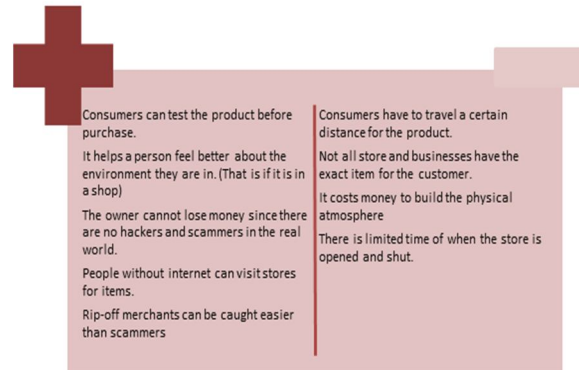 Consumers can test the product before
purchase.
It helps a person feel better about the
environment they are in. (That is if it is in
a shop)
The owner cannot lose money since there
are no hackers and scammers in the real
world.
People without internet can visit stores
for items.
Rip-off merchants can be caught easier
than scammers
Consumers have to travel a certain
distance for the product.
Not all store and businesses have the
exact item for the customer.
It costs money to build the physical
atmosphere
There is limited time of when the store is
opened and shut.